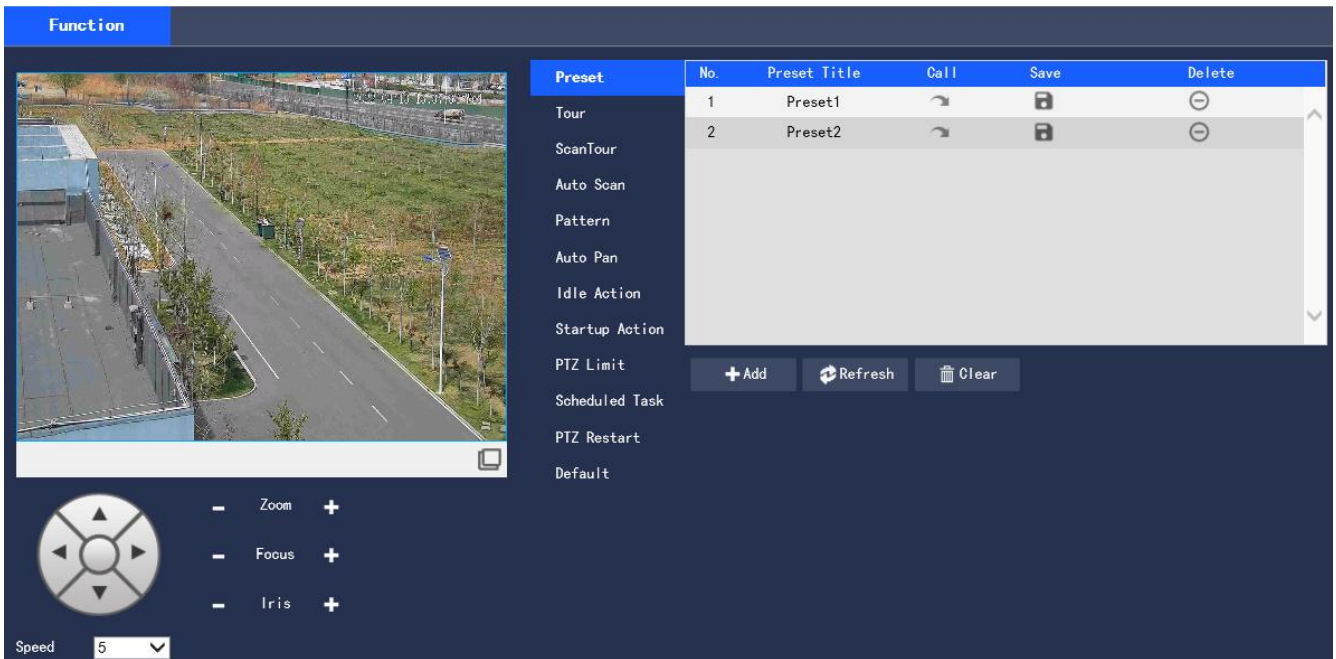 Function
Preset
Tour
ScanTour
Auto Scan
Pattern
Auto Pan
Idle Action
Startup Action
PTZ Limit
Scheduled Task
PTZ Restart
Default
No. Preset Title Call Save Delete
1 Preset1
2 Preset2
Add Refresh Clear
Zoom
Focus
Iris
Speed 5